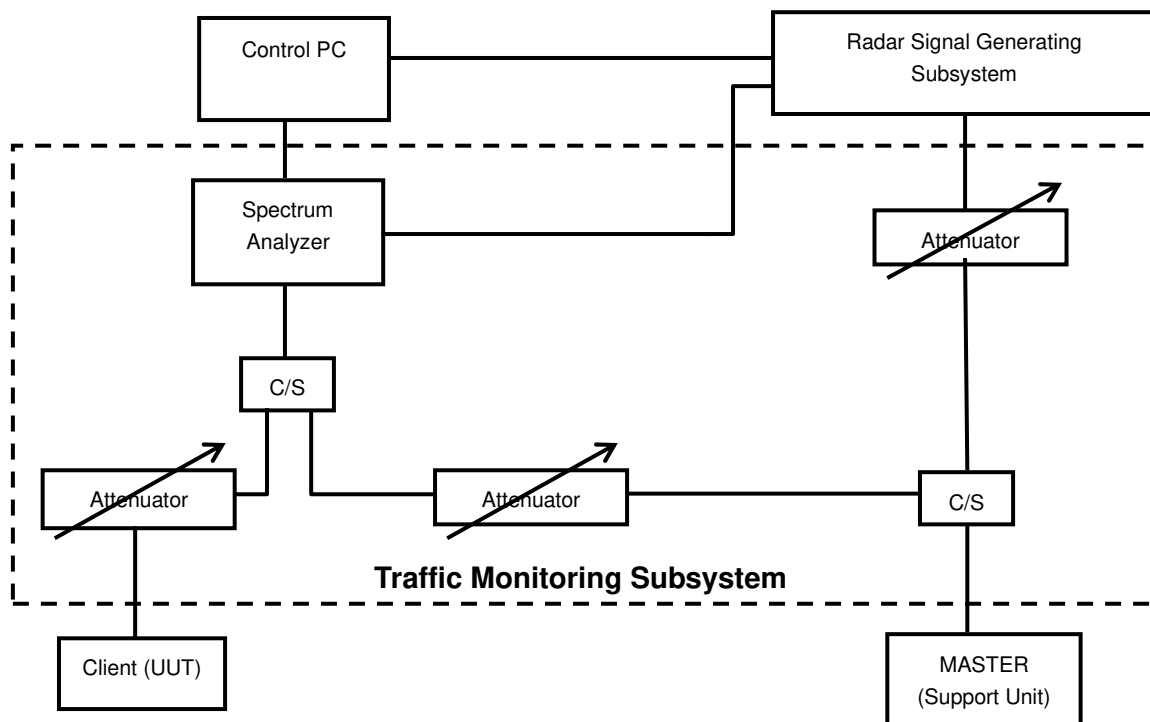 Control PC
Radar Signal Generating
Subsystem
Spectrum
Analyzer
Attenuator
C/S
Attenuator
Attenuator
C/S
Traffic Monitoring Subsystem
Client (UUT)
MASTER
(Support Unit)